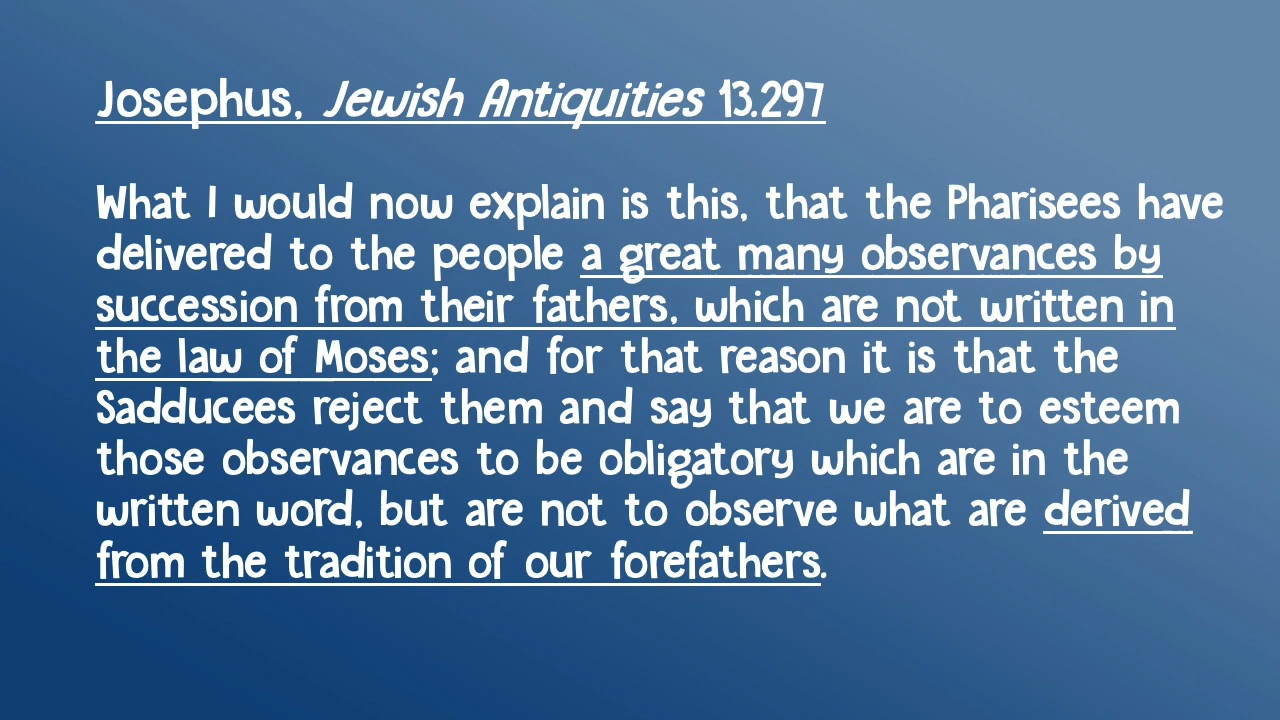 Josephus, Jewish Antiquities 13.297
What I would now explain is this, that the Pharisees have
delivered to the people a great many observances by
succession from their fathers, which are not written in
the law of Moses; and for that reason it is that the
Sadducees reject them and say that we are to esteem
those observances to be obligatory which are in the
written word, but are not to observe what are derived
from the tradition of our forefathers.